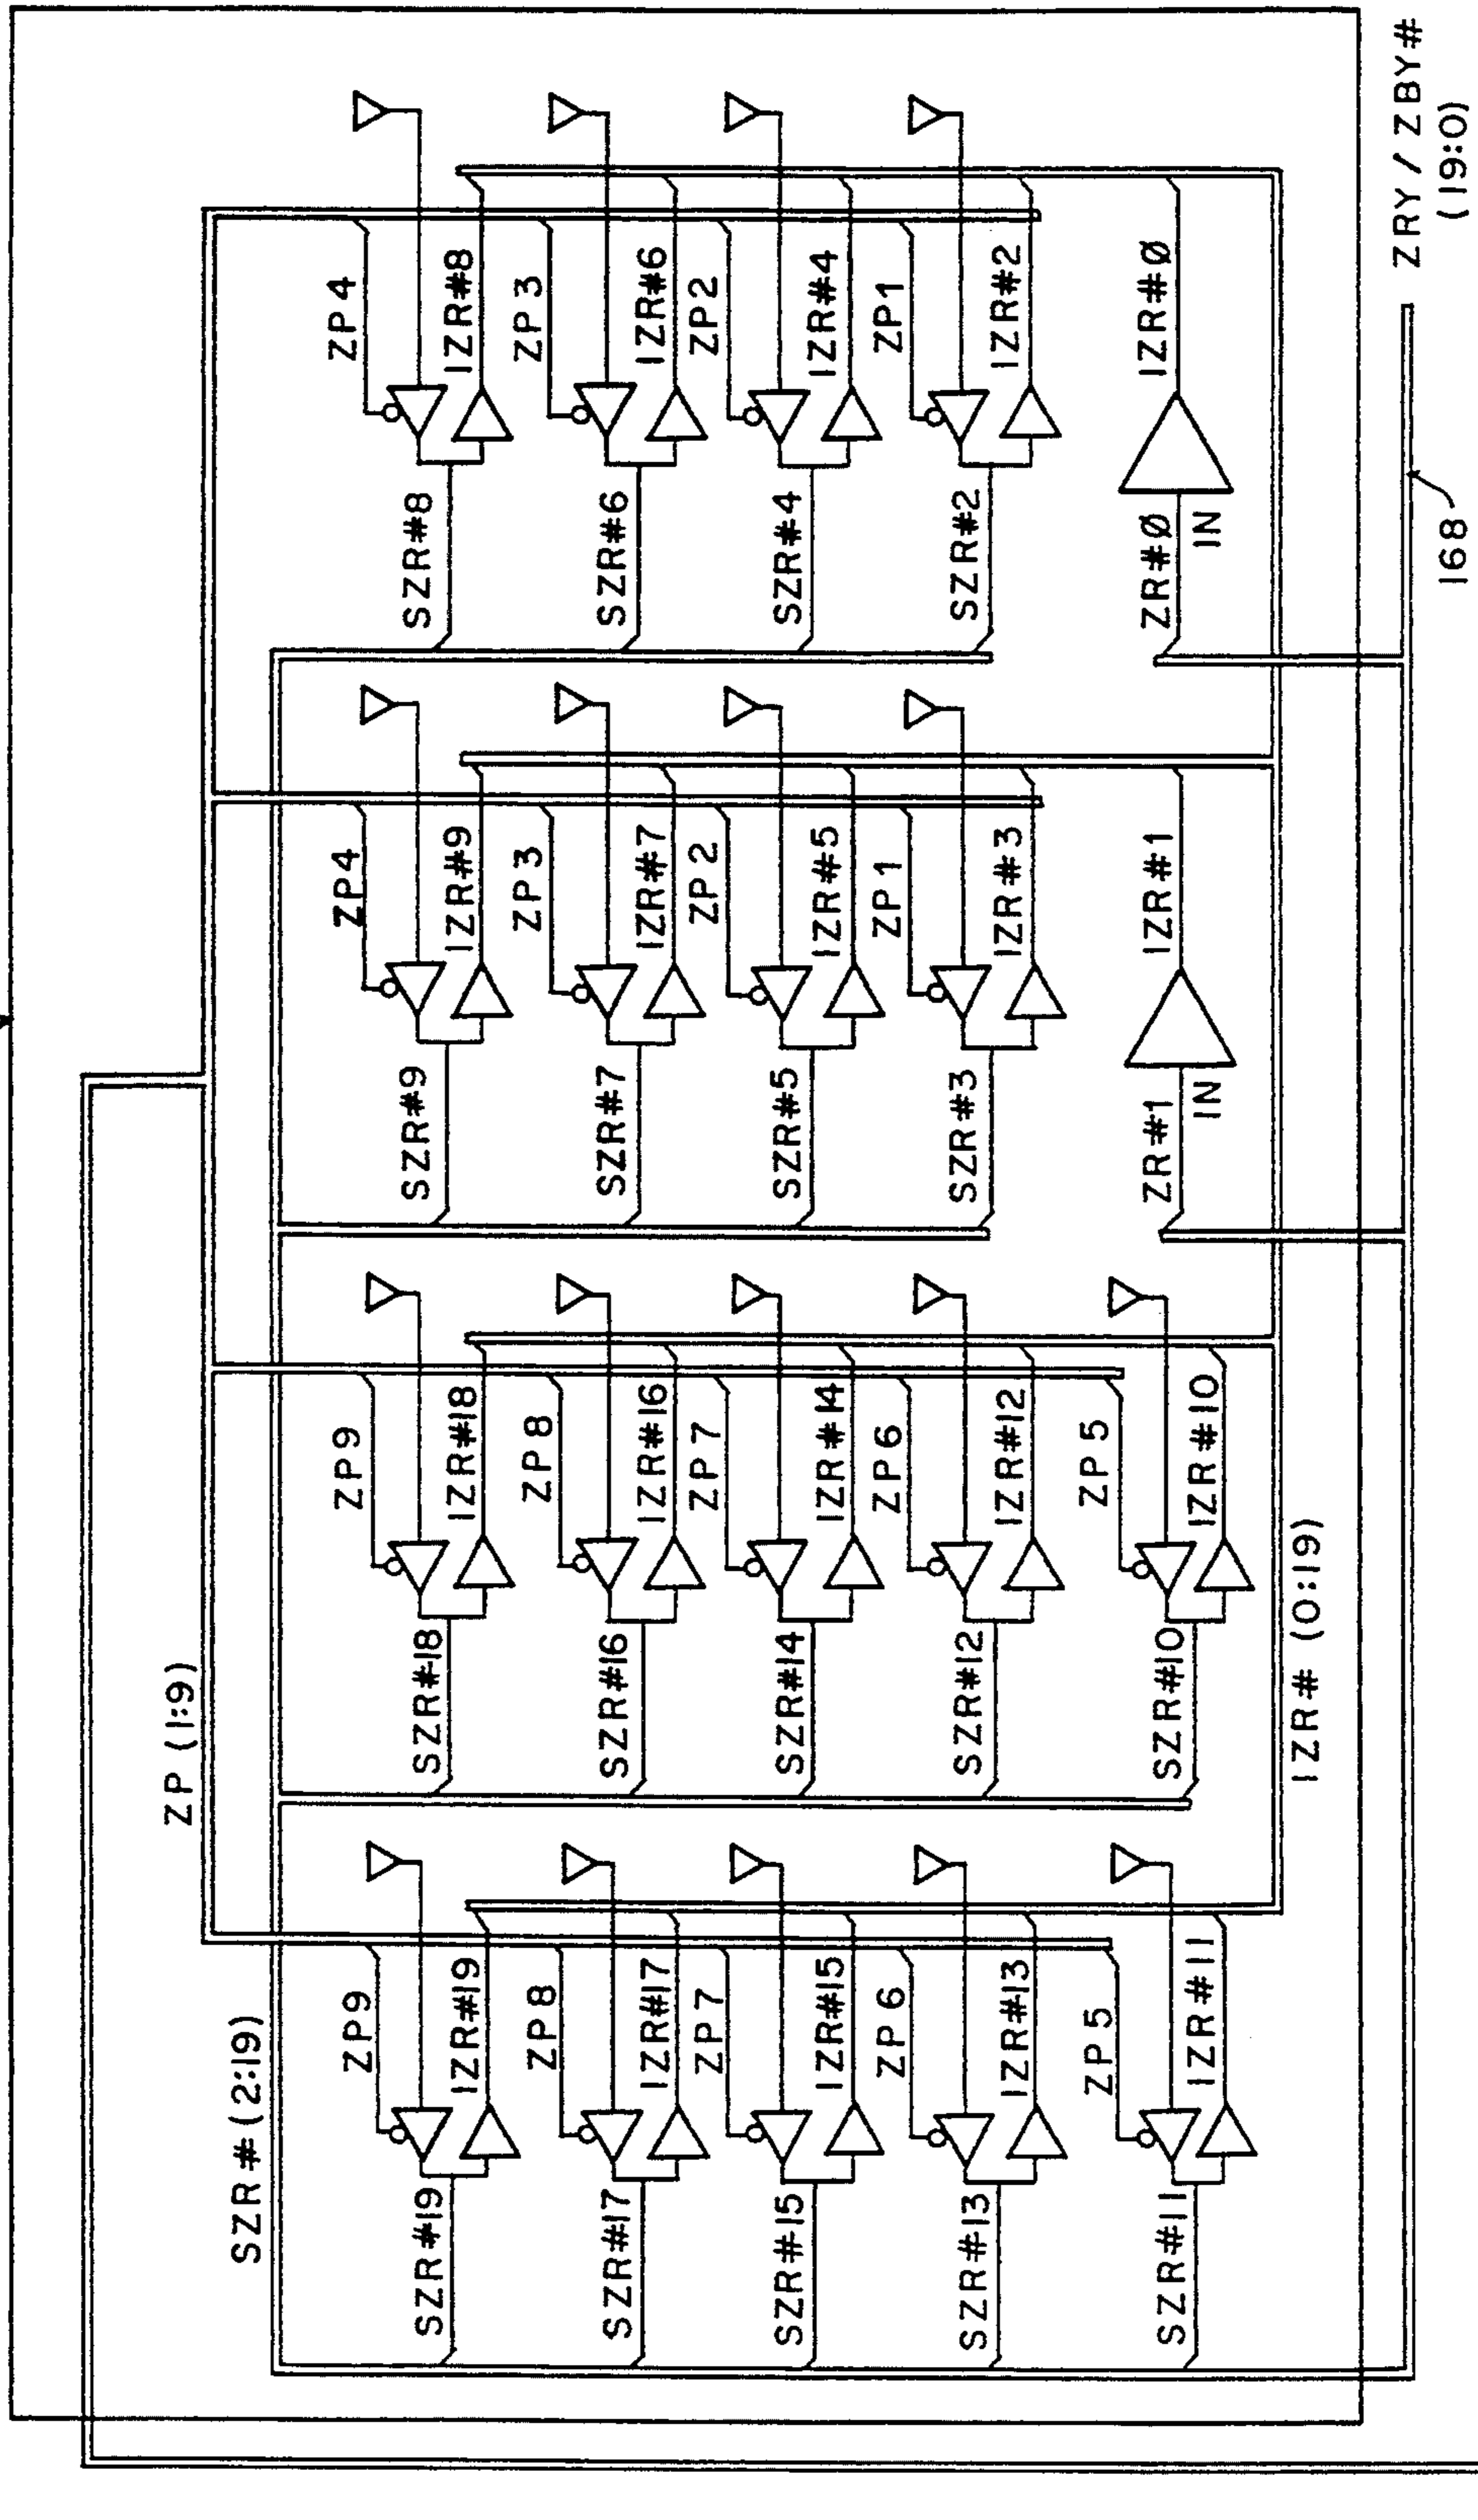 ZP (1:9)
SZR# (2:19)
SZR#19
ZP9
IZR#19
SZR#17
ZP8
IZR#17
SZR#15
ZP7
IZR#15
SZR#13
ZP6
IZR#13
SZR#11
ZP5
IZR#11
SZR#18
ZP9
IZR#18
SZR#16
ZP8
IZR#16
SZR#14
ZP7
IZR#14
SZR#12
ZP6
IZR#12
SZR#10
ZP5
IZR#10
SZR#9
ZP4
IZR#9
SZR#7
ZP3
IZR#7
SZR#5
ZP2
IZR#5
SZR#3
ZP1
IZR#3
ZR#1
IN
IZR#1
SZR#8
ZP4
IZR#8
SZR#6
ZP3
IZR#6
SZR#4
ZP2
IZR#4
SZR#2
ZP1
IZR#2
ZR#Ø
IN
IZR#Ø
IZR# (0:19)
168
ZRY/ZBY#
(19:0)